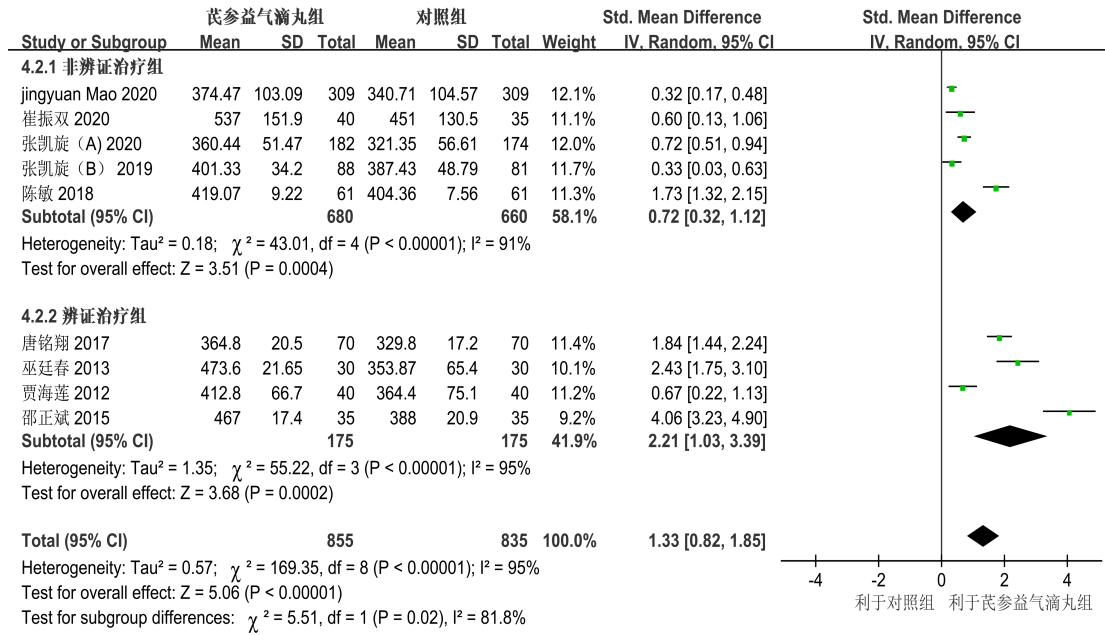 芪参益气滴丸组 对照组 Std. Mean Difference Std. Mean Difference
Study or Subgroup Mean SD Total Mean SD Total Weight IV, Random, 95% CI IV, Random, 95% CI
4.2.1 非辨证治疗组
jingyuan Mao 2020 374.47 103.09 309 340.71 104.57 309 12.1% 0.32 [0.17, 0.48]
崔振双 2020 537 151.9 40 451 130.5 35 11.1% 0.60 [0.13, 1.06]
张凯旋（A) 2020 360.44 51.47 182 321.35 56.61 174 12.0% 0.72 [0.51, 0.94]
张凯旋（B） 2019 401.33 34.2 88 387.43 48.79 81 11.7% 0.33 [0.03, 0.63]
陈敏 2018 419.07 9.22 61 404.36 7.56 61 11.3% 1.73 [1.32, 2.15]
Subtotal (95% CI) 680 660 58.1% 0.72 [0.32, 1.12]
Heterogeneity: Tau² = 0.18; χ ² = 43.01, df = 4 (P < 0.00001); I² = 91%
Test for overall effect: Z = 3.51 (P = 0.0004)
4.2.2 辨证治疗组
唐铭翔 2017 364.8 20.5 70 329.8 17.2 70 11.4% 1.84 [1.44, 2.24]
巫廷春 2013 473.6 21.65 30 353.87 65.4 30 10.1% 2.43 [1.75, 3.10]
贾海莲 2012 412.8 66.7 40 364.4 75.1 40 11.2% 0.67 [0.22, 1.13]
邵正斌 2015 467 17.4 35 388 20.9 35 9.2% 4.06 [3.23, 4.90]
Subtotal (95% CI) 175 175 41.9% 2.21 [1.03, 3.39]
Heterogeneity: Tau² = 1.35; χ ² = 55.22, df = 3 (P < 0.00001); I² = 95%
Test for overall effect: Z = 3.68 (P = 0.0002)
Total (95% CI) 855 835 100.0% 1.33 [0.82, 1.85]
Heterogeneity: Tau² = 0.57; χ ² = 169.35, df = 8 (P < 0.00001); I² = 95%
Test for overall effect: Z = 5.06 (P < 0.00001)
Test for subgroup differences: χ ² = 5.51, df = 1 (P = 0.02), I² = 81.8%
-4 -2 0 2 4
利于对照组 利于芪参益气滴丸组